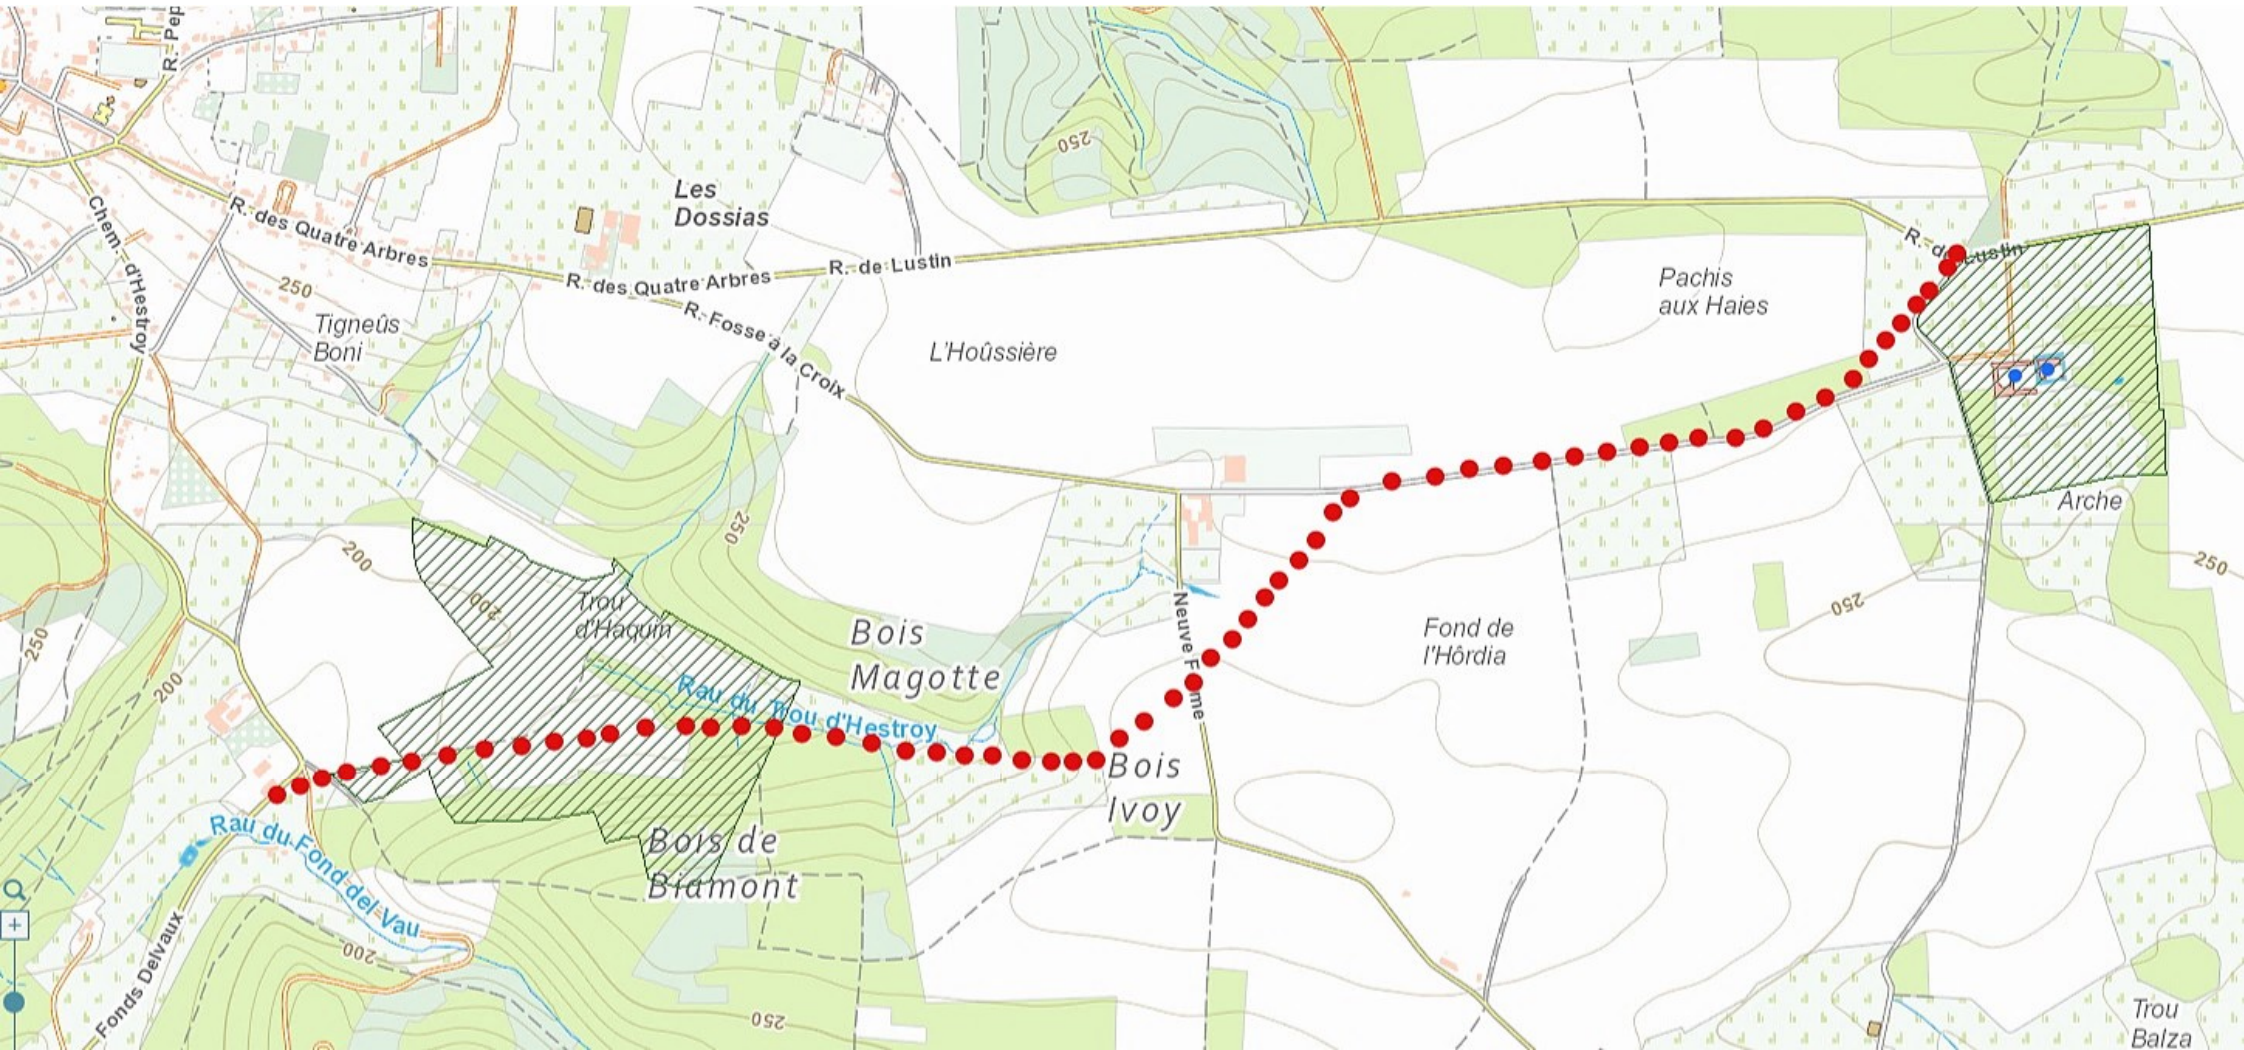 R. Pep
250
Les
Dossias
Chem. d'Hestroy
R. des Quatre Arbres
R. des Quatre Arbres
R. de Lustin
R. de Lustin
250
Tigneûs
Boni
R. Fosse à la Croix
L'Hoûssière
Pachis
aux Haies
Arche
250
200
200
250
250
250
Trou
d'Haquin
Bois
Magotte
Neuve Ferme
Fond de
l'Hôrdia
250
200
Rau du Trou d'Hestroy
Bois
Ivoy
Rau du Fond del Vau
Bois de
Biamont
Fonds Delvaux
200
250
Trou
Balza
+